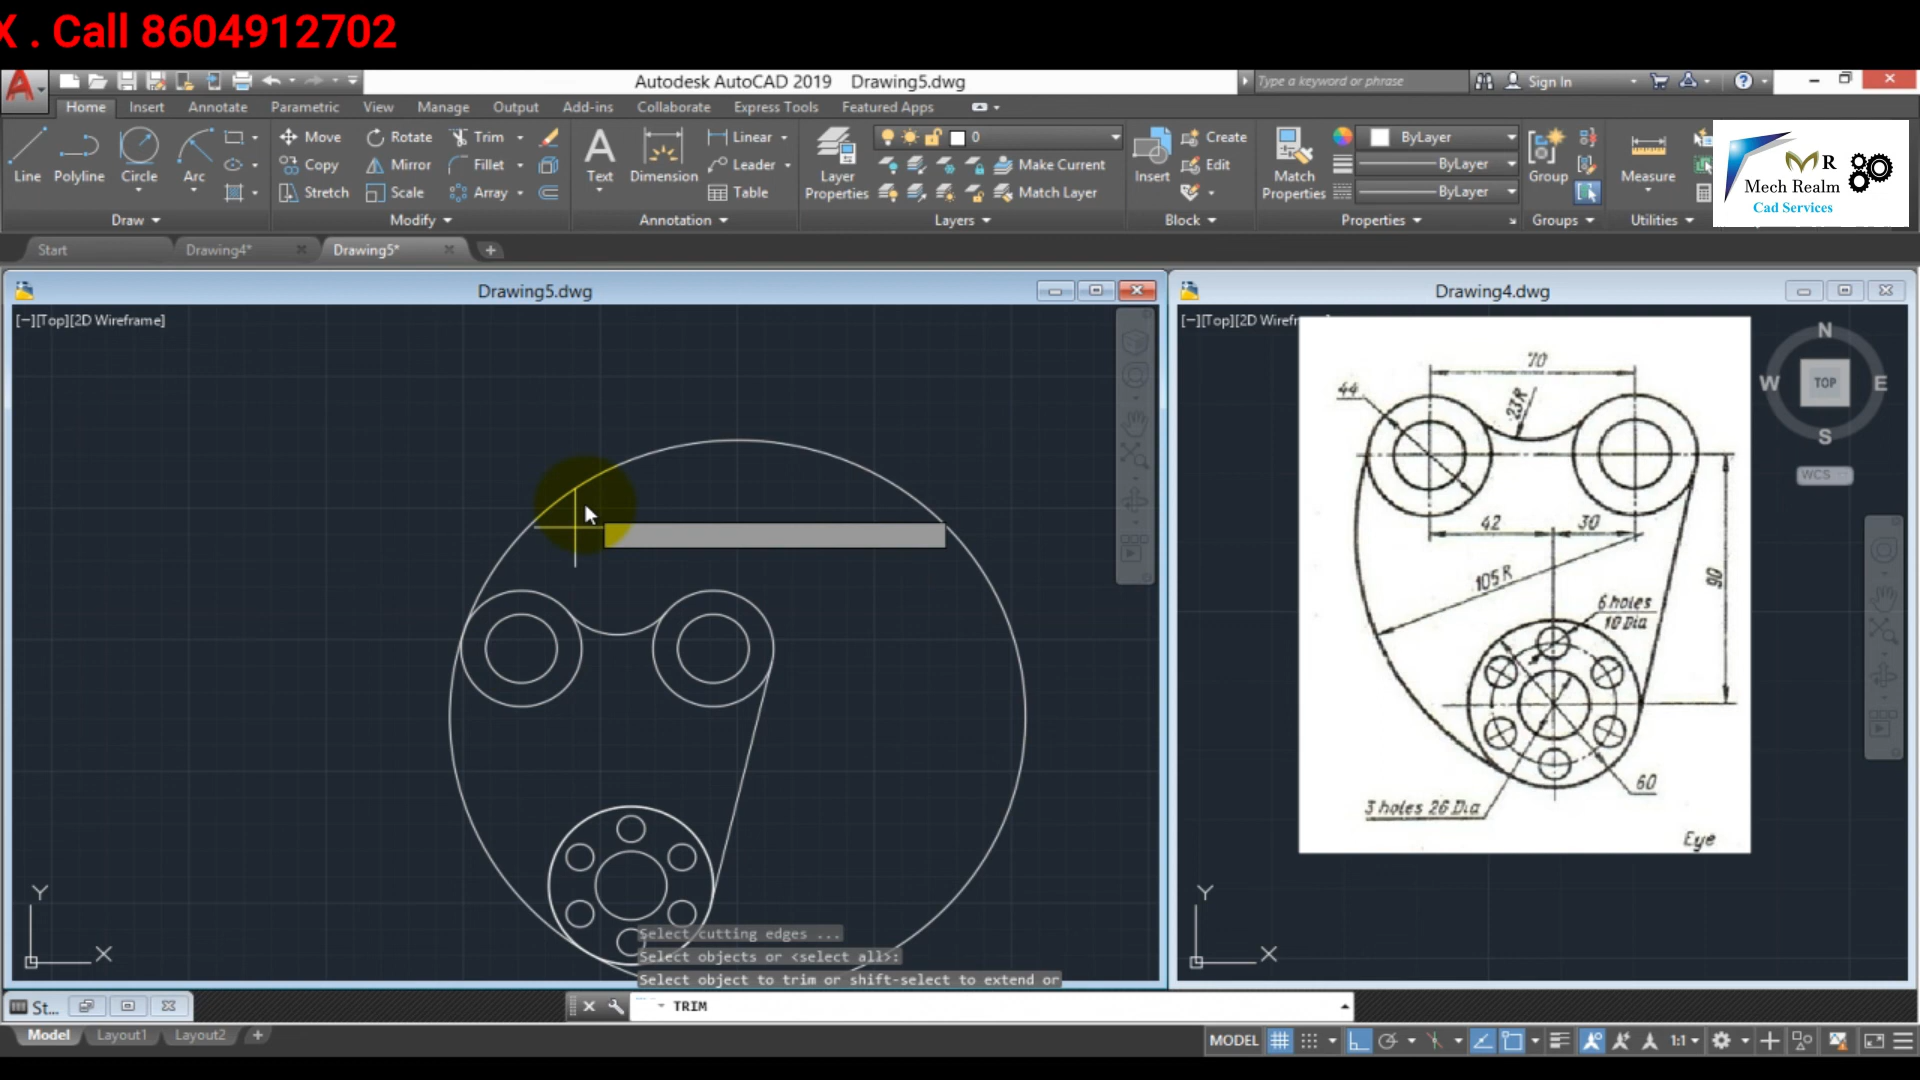 X . Call 8604912702
Autodesk AutoCAD 2019 Drawing5.dwg
Type a keyword or phrase
Sign In
Home Insert Annotate Parametric View Manage Output Add-ins Collaborate Express Tools Featured Apps
Line Polyline Circle Arc
Draw
Move Rotate Trim
Copy Mirror Fillet
Stretch Scale Array
Modify
Text Dimension
Linear
Leader
Table
Annotation
Layer Properties
0
Make Current
Match Layer
Layers
Insert
Create
Edit
Block
Match Properties
ByLayer
ByLayer
ByLayer
Properties
Group
Groups
Measure
Utilities
M R
Mech Realm
Cad Services
Start Drawing4* Drawing5*
Drawing5.dwg
[−][Top][2D Wireframe]
Select cutting edges ...
Select objects or <select all>:
Select object to trim or shift-select to extend or
Y
X
Drawing4.dwg
[−][Top][2D Wirefr
70
44
23R
42 30
105 R
90
6 holes
10 Dia
60
3 holes 26 Dia
Eye
N
W TOP E
S
WCS
Y
X
St...
TRIM
Model Layout1 Layout2
MODEL
1:1